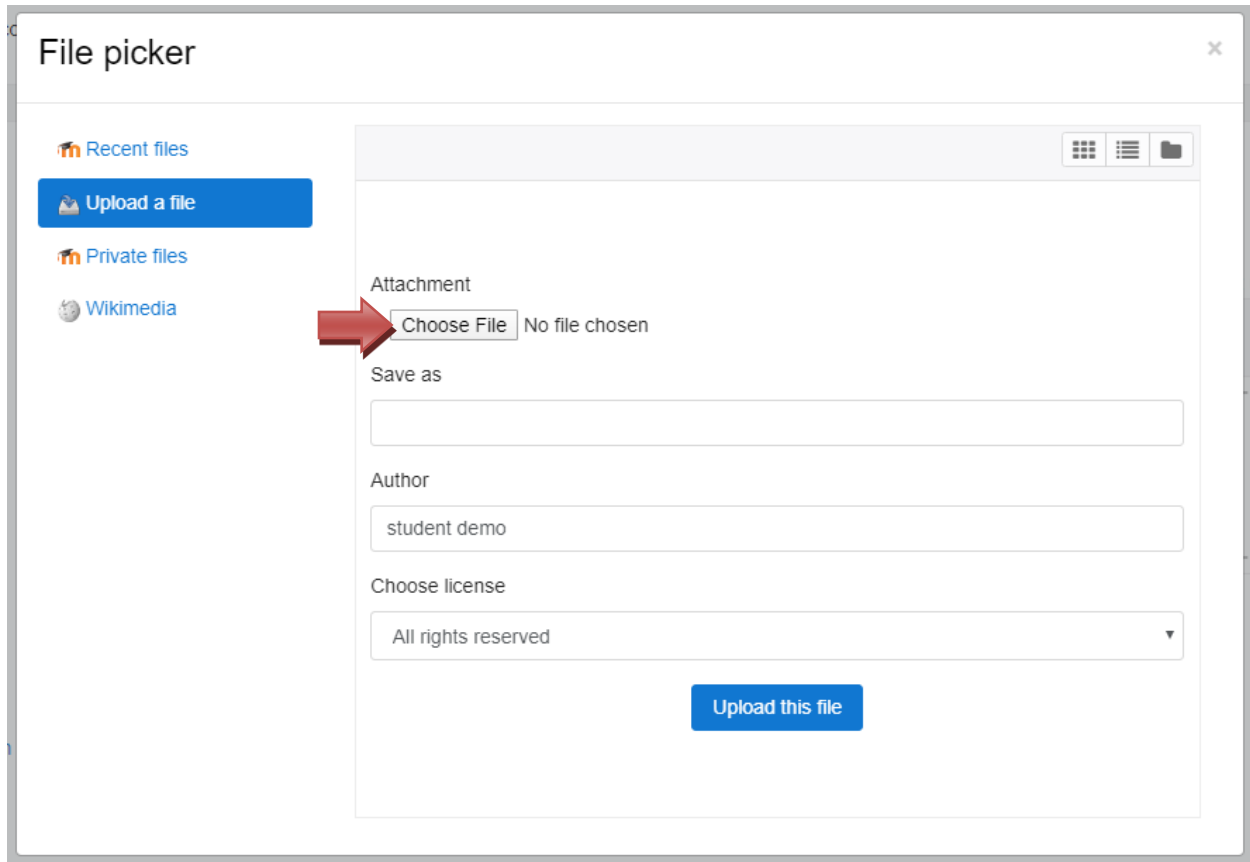 File picker
×
Recent files
Upload a file
Private files
Wikimedia
Attachment
Choose File No file chosen
Save as
Author
student demo
Choose license
All rights reserved
Upload this file